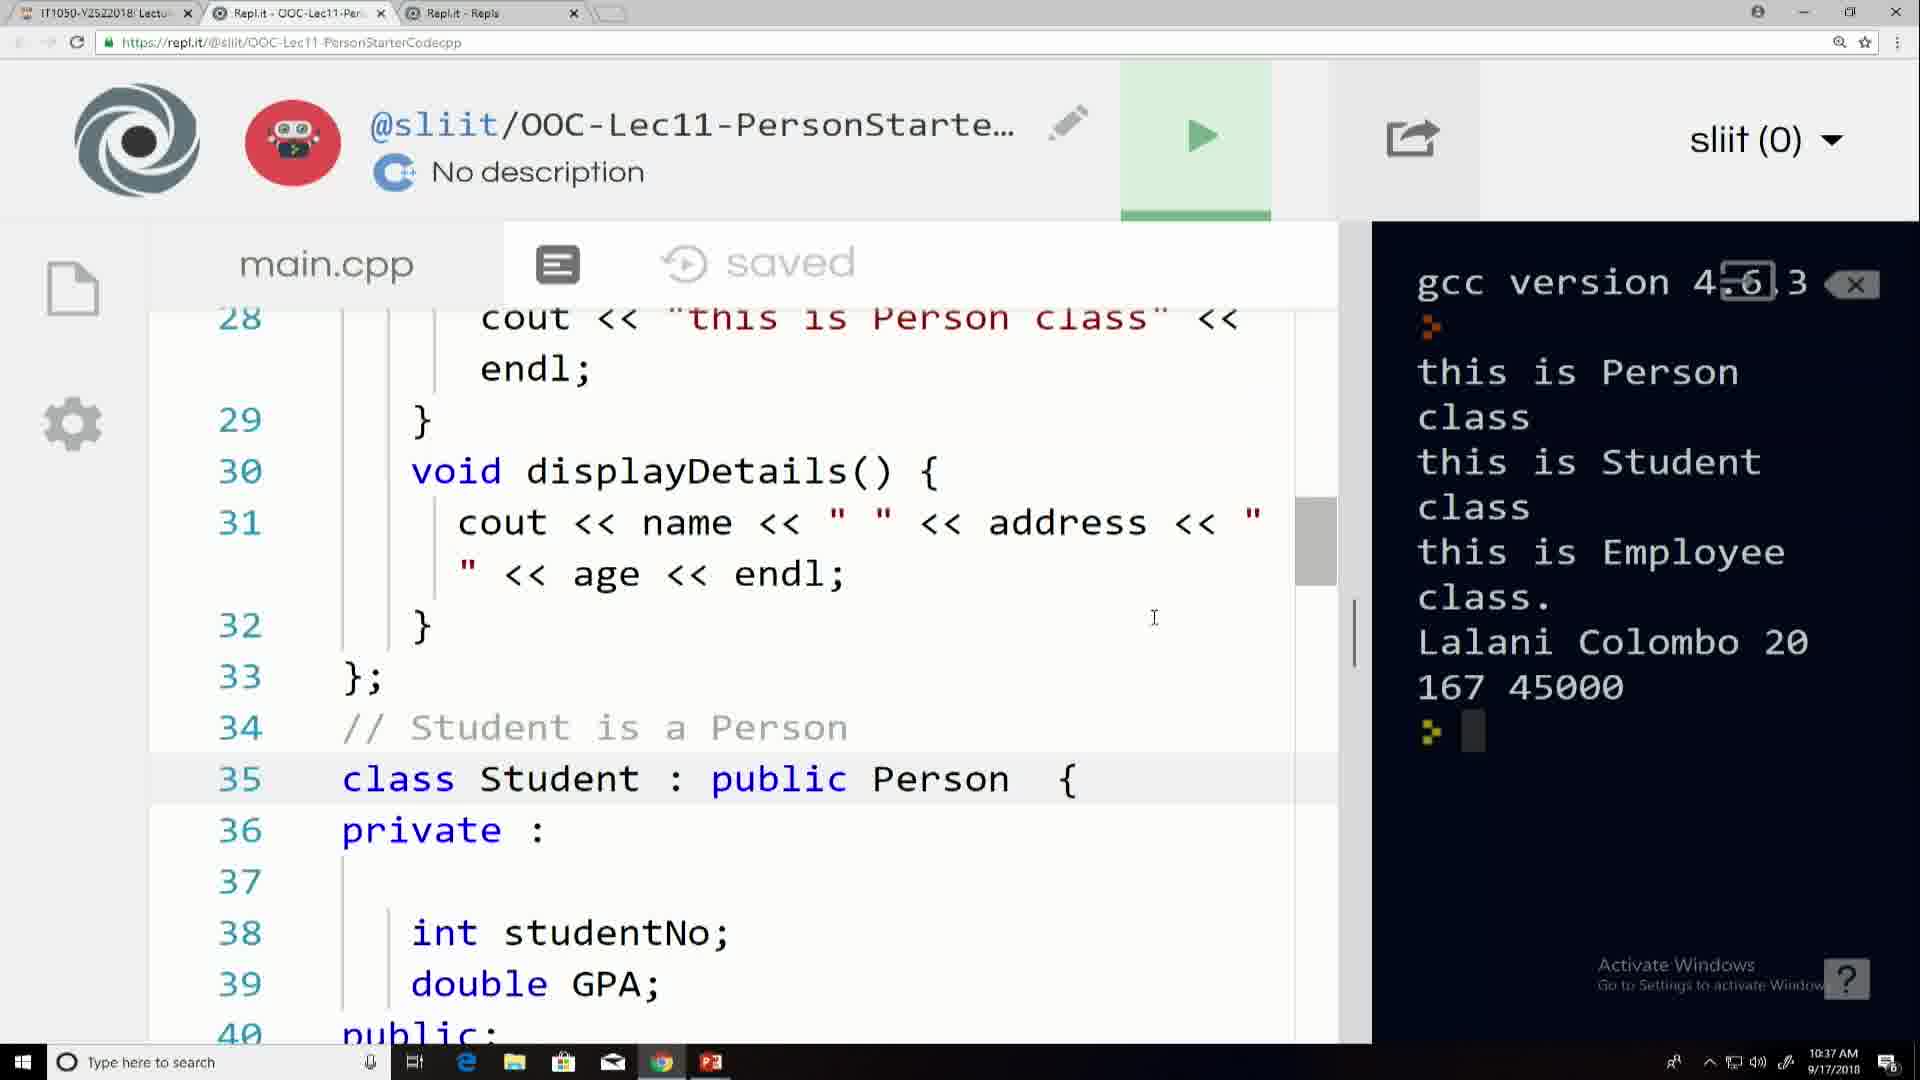 IT1050-Y2S22018: Lectu
Repl.it - OOC-Lec11-Per
Repl.it - Repls
https://repl.it/@sliit/OOC-Lec11-PersonStarterCodecpp
@sliit/OOC-Lec11-PersonStarte...
No description
sliit (0)
main.cpp
saved
28 cout << "this is Person class" <<
endl;
29 }
30 void displayDetails() {
31 cout << name << " " << address << "
" << age << endl;
32 }
33 };
34 // Student is a Person
35 class Student : public Person {
36 private :
37
38 int studentNo;
39 double GPA;
40 public:
gcc version 4.6.3
this is Person
class
this is Student
class
this is Employee
class.
Lalani Colombo 20
167 45000
Activate Windows
Go to Settings to activate Window
?
Type here to search
10:37 AM
9/17/2018